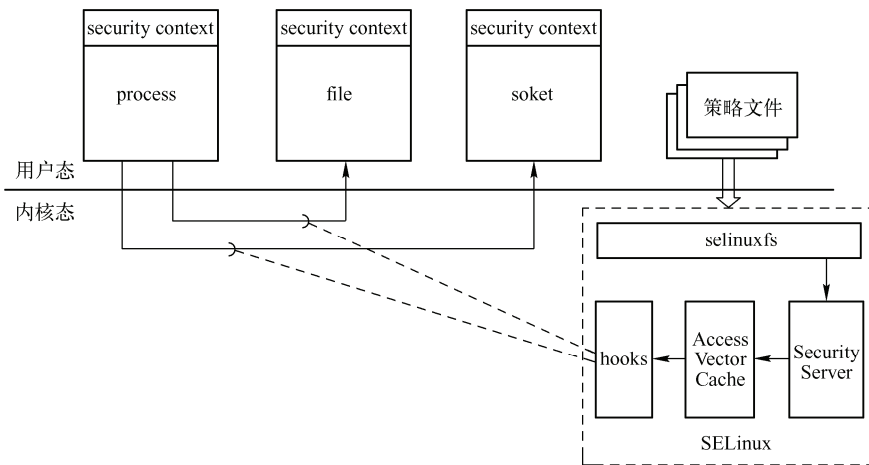 security context
security context
security context
process
file
soket
策略文件
用户态
内核态
selinuxfs
hooks
Access
Vector
Cache
Security
Server
SELinux